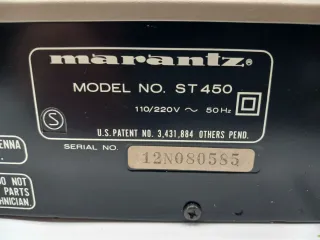 marantz®
MODEL NO. ST450
110/220V ~ 50Hz
S
U.S. PATENT NO. 3,431,884 OTHERS PEND.
SERIAL NO. 12N080585
ENNA
DO NOT
PARTS
HNICIAN.